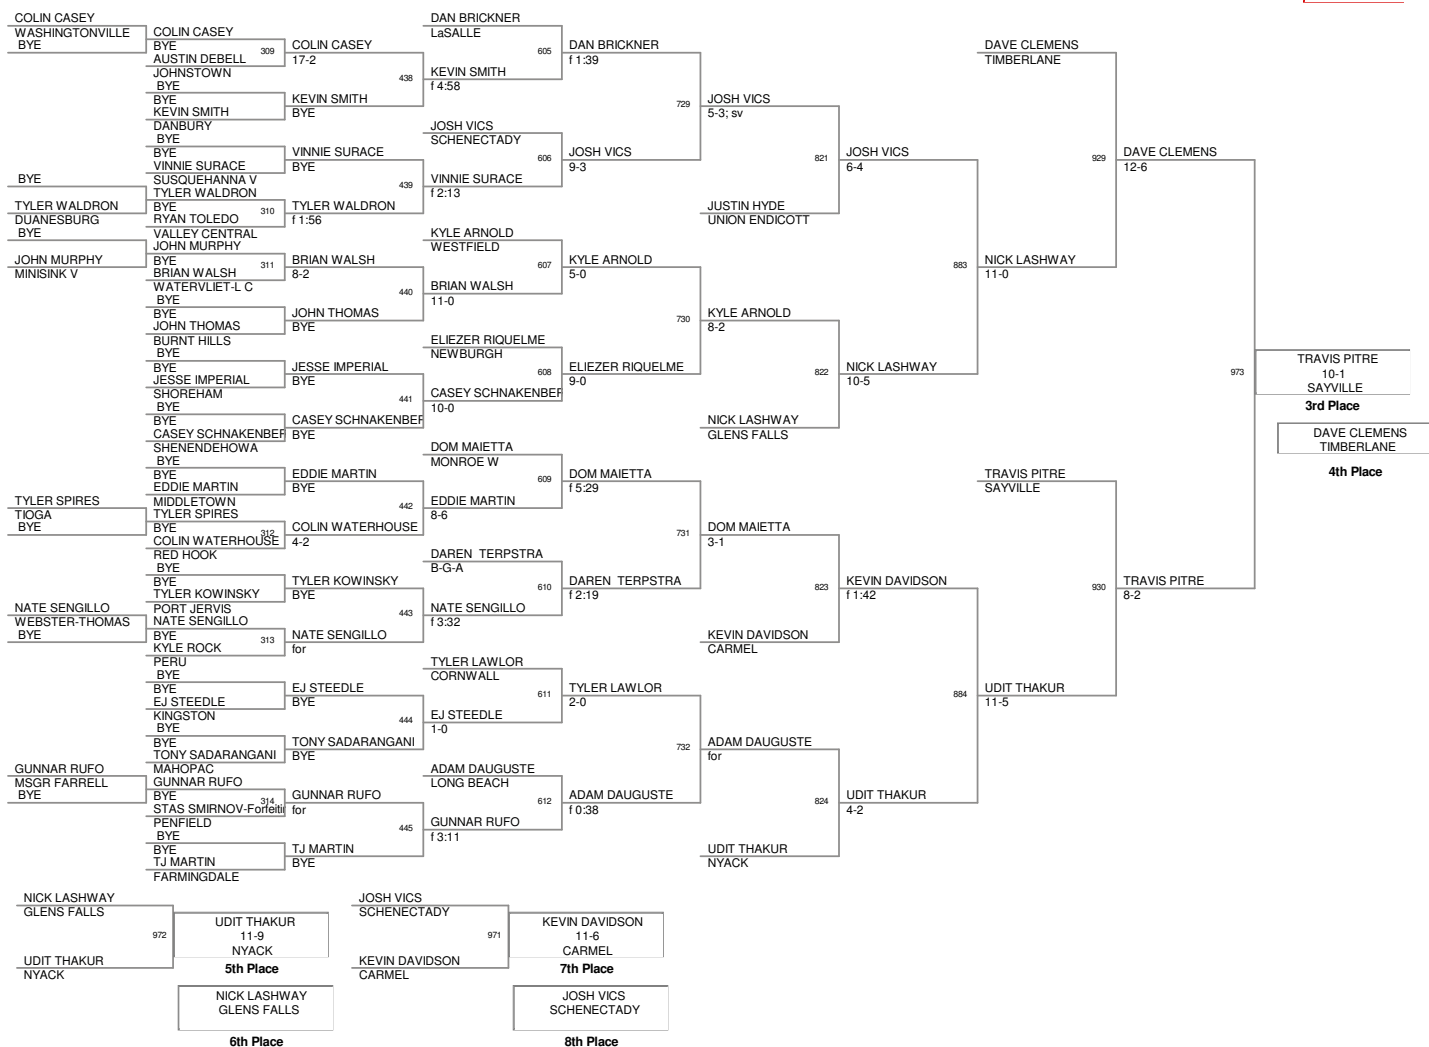 COLIN CASEY
WASHINGTONVILLE
BYE
BYE
TYLER WALDRON
DUANESBURG
BYE
JOHN MURPHY
MINISINK V
TYLER SPIRES
TIOGA
BYE
NATE SENGILLO
WEBSTER-THOMAS
BYE
GUNNAR RUFO
MSGR FARRELL
BYE
COLIN CASEY
BYE
309
AUSTIN DEBELL
JOHNSTOWN
BYE
BYE
KEVIN SMITH
DANBURY
BYE
BYE
VINNIE SURACE
SUSQUEHANNA V
TYLER WALDRON
BYE
310
RYAN TOLEDO
VALLEY CENTRAL
JOHN MURPHY
BYE
311
BRIAN WALSH
WATERVLIET-L C
BYE
BYE
JOHN THOMAS
BURNT HILLS
BYE
BYE
JESSE IMPERIAL
SHOREHAM
BYE
BYE
CASEY SCHNAKENBER
SHENENDEHOWA
BYE
BYE
EDDIE MARTIN
MIDDLETOWN
TYLER SPIRES
BYE
312
COLIN WATERHOUSE
RED HOOK
BYE
BYE
TYLER KOWINSKY
PORT JERVIS
NATE SENGILLO
BYE
313
KYLE ROCK
PERU
BYE
BYE
EJ STEEDLE
KINGSTON
BYE
BYE
TONY SADARANGANI
MAHOPAC
GUNNAR RUFO
BYE
314
STAS SMIRNOV-Forfeiti
PENFIELD
BYE
BYE
TJ MARTIN
FARMINGDALE
COLIN CASEY
17-2
438
KEVIN SMITH
BYE
VINNIE SURACE
BYE
439
TYLER WALDRON
f 1:56
BRIAN WALSH
8-2
440
JOHN THOMAS
BYE
JESSE IMPERIAL
BYE
441
CASEY SCHNAKENBER
BYE
EDDIE MARTIN
BYE
442
COLIN WATERHOUSE
4-2
TYLER KOWINSKY
BYE
443
NATE SENGILLO
for
EJ STEEDLE
BYE
444
TONY SADARANGANI
BYE
GUNNAR RUFO
for
445
TJ MARTIN
BYE
DAN BRICKNER
LaSALLE
605
KEVIN SMITH
f 4:58
JOSH VICS
SCHENECTADY
606
VINNIE SURACE
f 2:13
KYLE ARNOLD
WESTFIELD
607
BRIAN WALSH
11-0
ELIEZER RIQUELME
NEWBURGH
608
CASEY SCHNAKENBER
10-0
DOM MAIETTA
MONROE W
609
EDDIE MARTIN
8-6
DAREN  TERPSTRA
B-G-A
610
NATE SENGILLO
f 3:32
TYLER LAWLOR
CORNWALL
611
EJ STEEDLE
1-0
ADAM DAUGUSTE
LONG BEACH
612
GUNNAR RUFO
f 3:11
DAN BRICKNER
f 1:39
729
JOSH VICS
9-3
KYLE ARNOLD
5-0
730
ELIEZER RIQUELME
9-0
DOM MAIETTA
f 5:29
731
DAREN  TERPSTRA
f 2:19
TYLER LAWLOR
2-0
732
ADAM DAUGUSTE
f 0:38
JOSH VICS
5-3; sv
821
JUSTIN HYDE
UNION ENDICOTT
KYLE ARNOLD
8-2
822
NICK LASHWAY
GLENS FALLS
DOM MAIETTA
3-1
823
KEVIN DAVIDSON
CARMEL
ADAM DAUGUSTE
for
824
UDIT THAKUR
NYACK
JOSH VICS
6-4
883
NICK LASHWAY
10-5
KEVIN DAVIDSON
f 1:42
884
UDIT THAKUR
4-2
DAVE CLEMENS
TIMBERLANE
929
NICK LASHWAY
11-0
TRAVIS PITRE
SAYVILLE
930
UDIT THAKUR
11-5
DAVE CLEMENS
12-6
973
TRAVIS PITRE
8-2
TRAVIS PITRE
10-1
SAYVILLE
3rd Place
DAVE CLEMENS
TIMBERLANE
4th Place
NICK LASHWAY
GLENS FALLS
972
UDIT THAKUR
NYACK
UDIT THAKUR
11-9
NYACK
5th Place
NICK LASHWAY
GLENS FALLS
6th Place
JOSH VICS
SCHENECTADY
971
KEVIN DAVIDSON
CARMEL
KEVIN DAVIDSON
11-6
CARMEL
7th Place
JOSH VICS
SCHENECTADY
8th Place